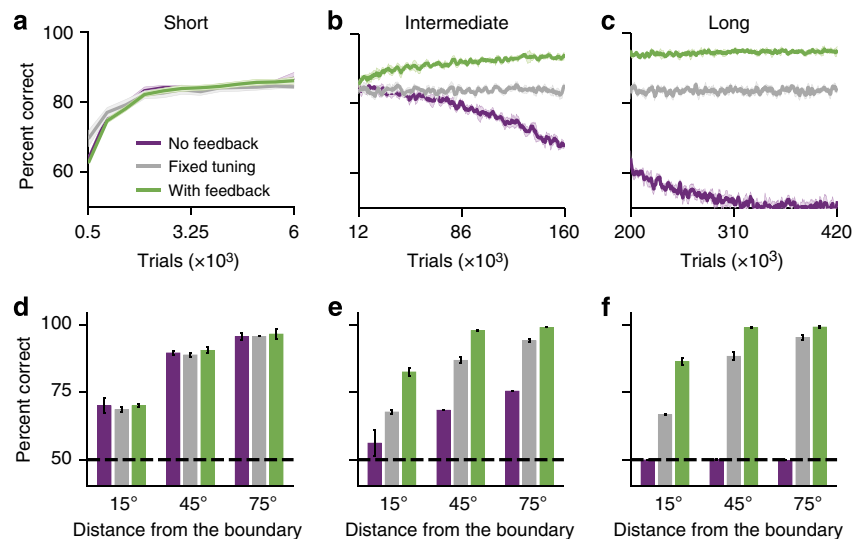 a Short
b Intermediate
c Long
Percent correct
100
80
60
No feedback
Fixed tuning
With feedback
0.5 3.25 6
Trials (×10³)
12 86 160
Trials (×10³)
200 310 420
Trials (×10³)
d
e
f
Percent correct
100
75
50
15° 45° 75°
Distance from the boundary
15° 45° 75°
Distance from the boundary
15° 45° 75°
Distance from the boundary